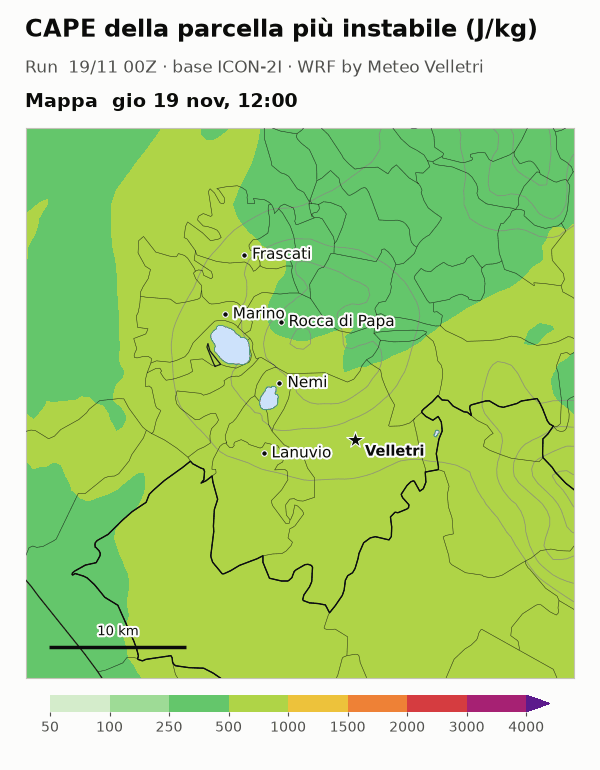 CAPE della parcella più instabile (J/kg)
Run  19/11 00Z · base ICON-2I · WRF by Meteo Velletri
Mappa  gio 19 nov, 12:00
Frascati
Marino
Rocca di Papa
Nemi
Velletri
Lanuvio
10 km
50 100 250 500 1000 1500 2000 3000 4000